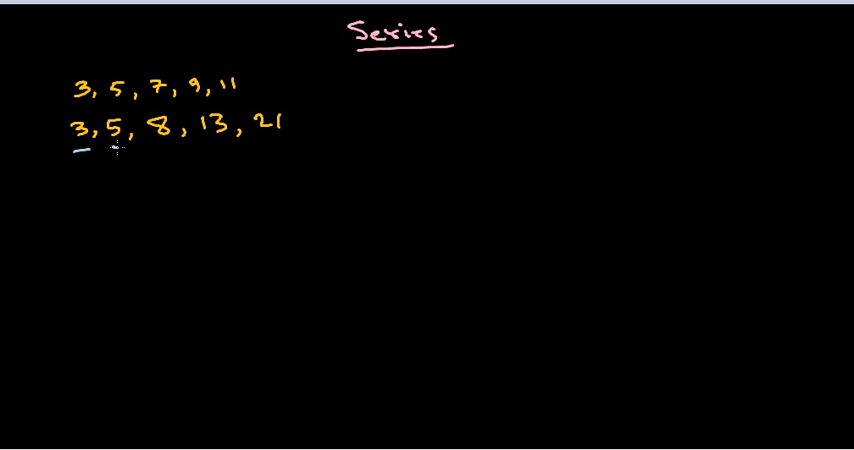 Series
3, 5, 7, 9, 11
3, 5, 8, 13, 21